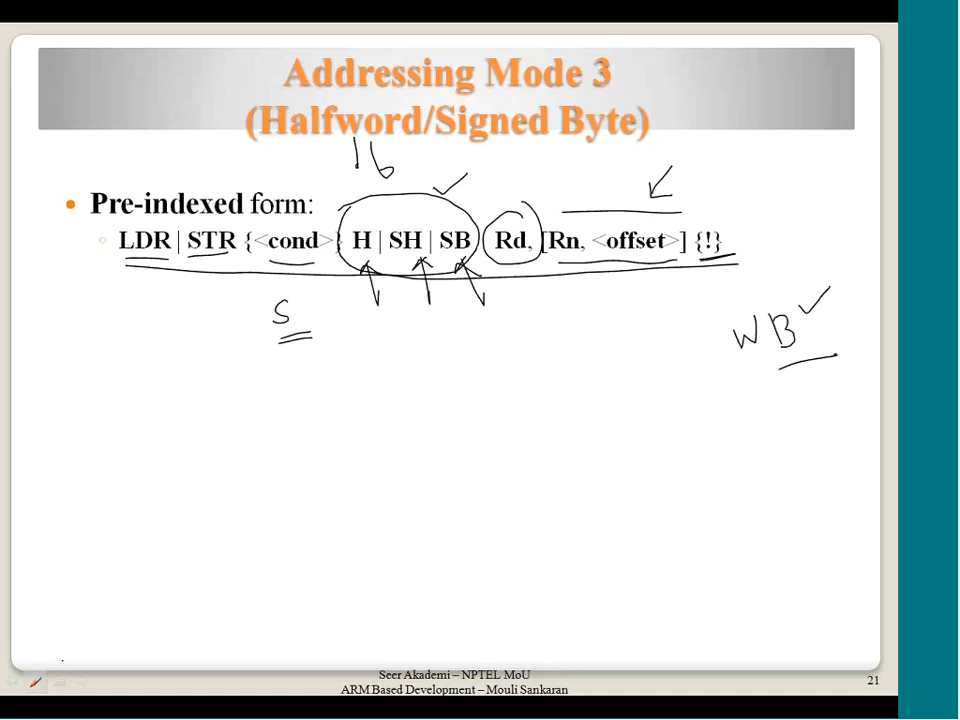 Addressing Mode 3
(Halfword/Signed Byte)
16
• Pre-indexed form:
◦ LDR | STR {<cond>} H | SH | SB Rd, [Rn, <offset>] {!}
S
WB
Seer Akademi – NPTEL MoU
ARM Based Development – Mouli Sankaran
21